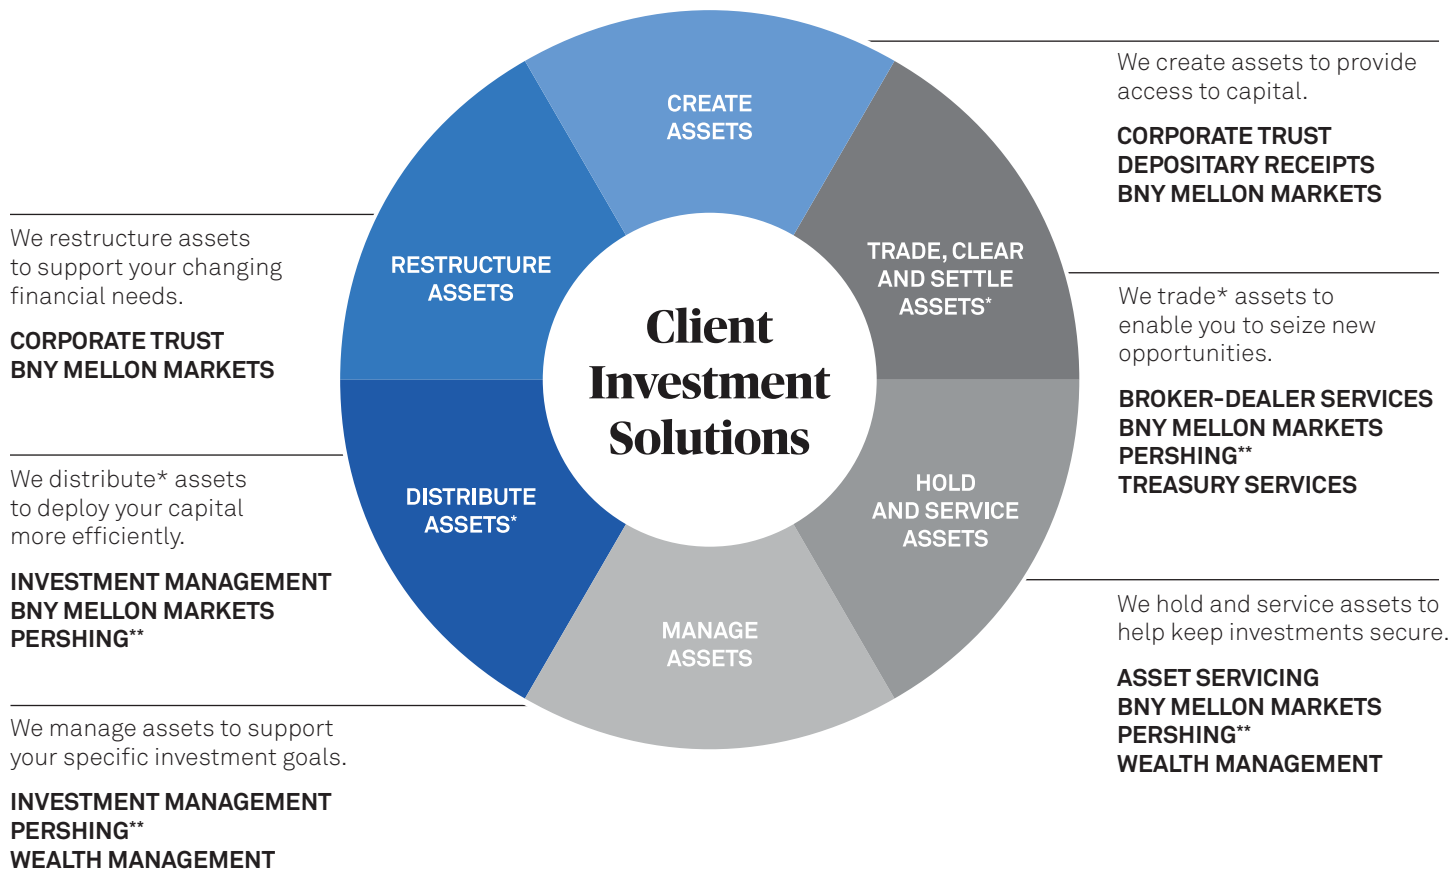 CREATE
ASSETS
TRADE, CLEAR
AND SETTLE
ASSETS*
HOLD
AND SERVICE
ASSETS
MANAGE
ASSETS
DISTRIBUTE
ASSETS*
RESTRUCTURE
ASSETS
Client
Investment
Solutions
We create assets to provide
access to capital.
CORPORATE TRUST
DEPOSITARY RECEIPTS
BNY MELLON MARKETS
We trade* assets to
enable you to seize new
opportunities.
BROKER-DEALER SERVICES
BNY MELLON MARKETS
PERSHING**
TREASURY SERVICES
We hold and service assets to
help keep investments secure.
ASSET SERVICING
BNY MELLON MARKETS
PERSHING**
WEALTH MANAGEMENT
We manage assets to support
your specific investment goals.
INVESTMENT MANAGEMENT
PERSHING**
WEALTH MANAGEMENT
We distribute* assets
to deploy your capital
more efficiently.
INVESTMENT MANAGEMENT
BNY MELLON MARKETS
PERSHING**
We restructure assets
to support your changing
financial needs.
CORPORATE TRUST
BNY MELLON MARKETS